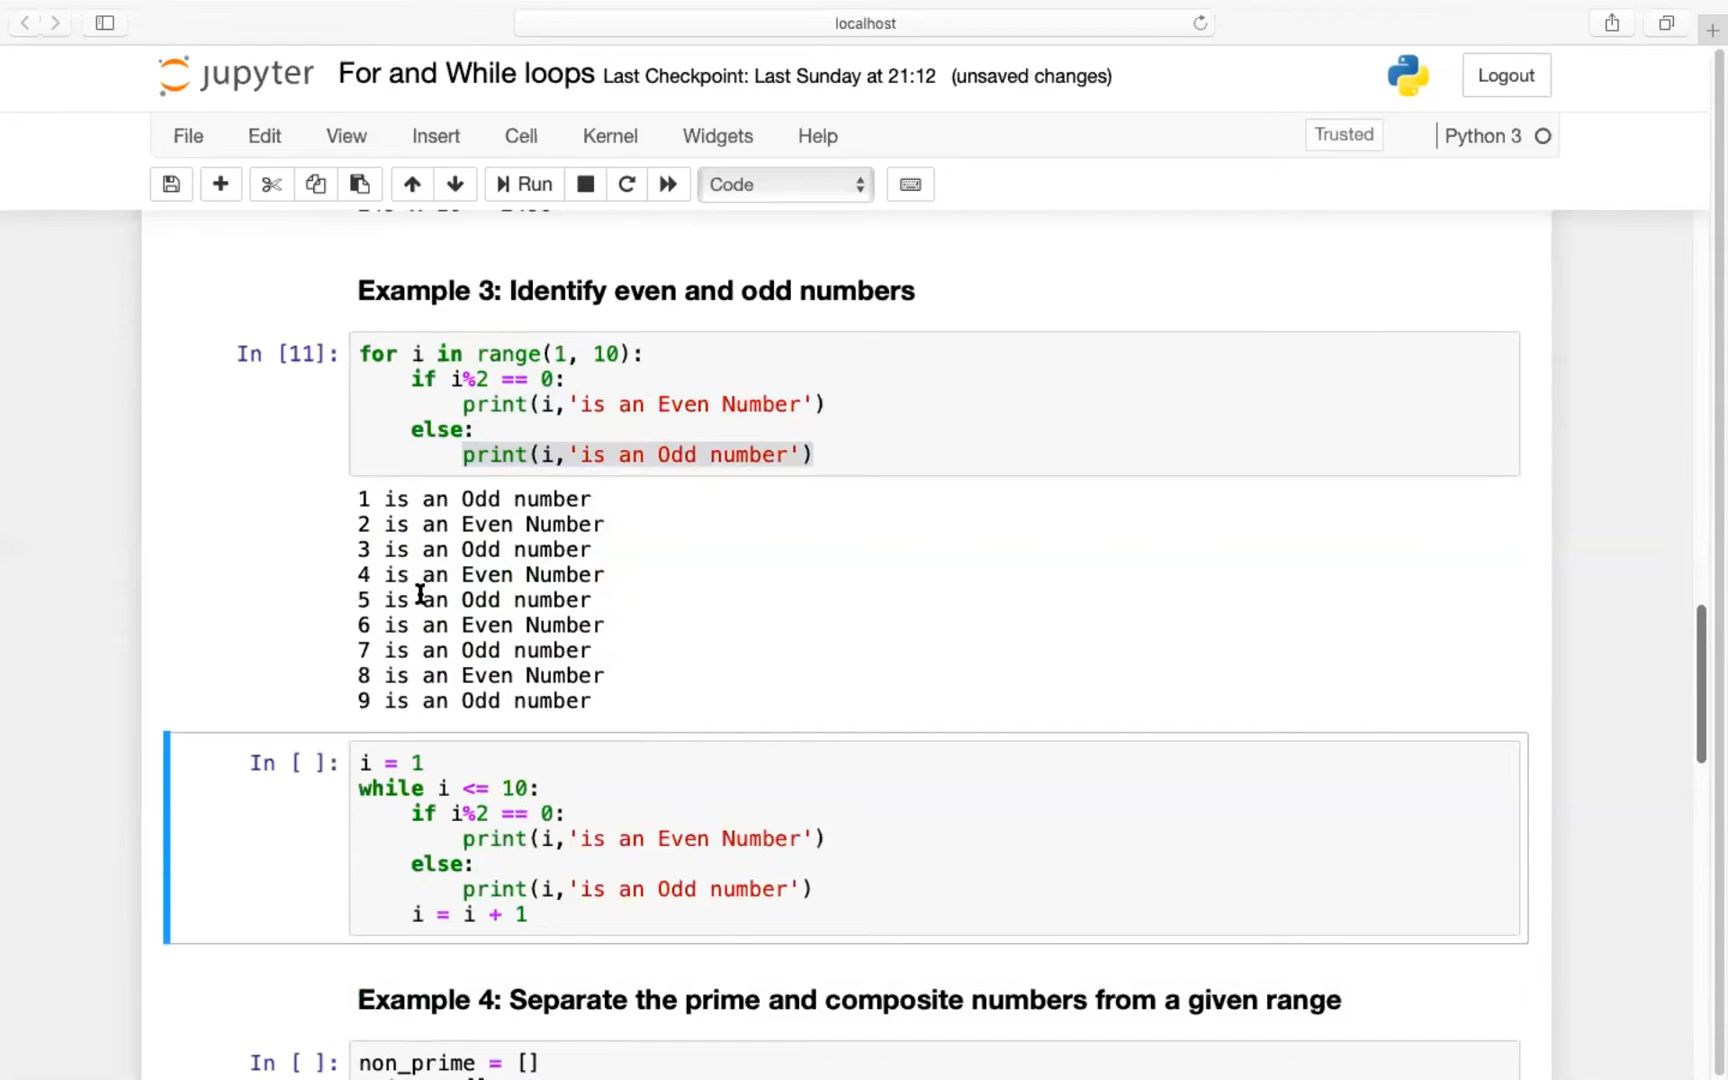 localhost
jupyter For and While loops Last Checkpoint: Last Sunday at 21:12 (unsaved changes)
Logout
File Edit View Insert Cell Kernel Widgets Help
Trusted Python 3
Run Code
Example 3: Identify even and odd numbers
In [11]: for i in range(1, 10):
if i%2 == 0:
print(i,'is an Even Number')
else:
print(i,'is an Odd number')
1 is an Odd number
2 is an Even Number
3 is an Odd number
4 is an Even Number
5 is an Odd number
6 is an Even Number
7 is an Odd number
8 is an Even Number
9 is an Odd number
In [ ]: i = 1
while i <= 10:
if i%2 == 0:
print(i,'is an Even Number')
else:
print(i,'is an Odd number')
i = i + 1
Example 4: Separate the prime and composite numbers from a given range
In [ ]: non_prime = []